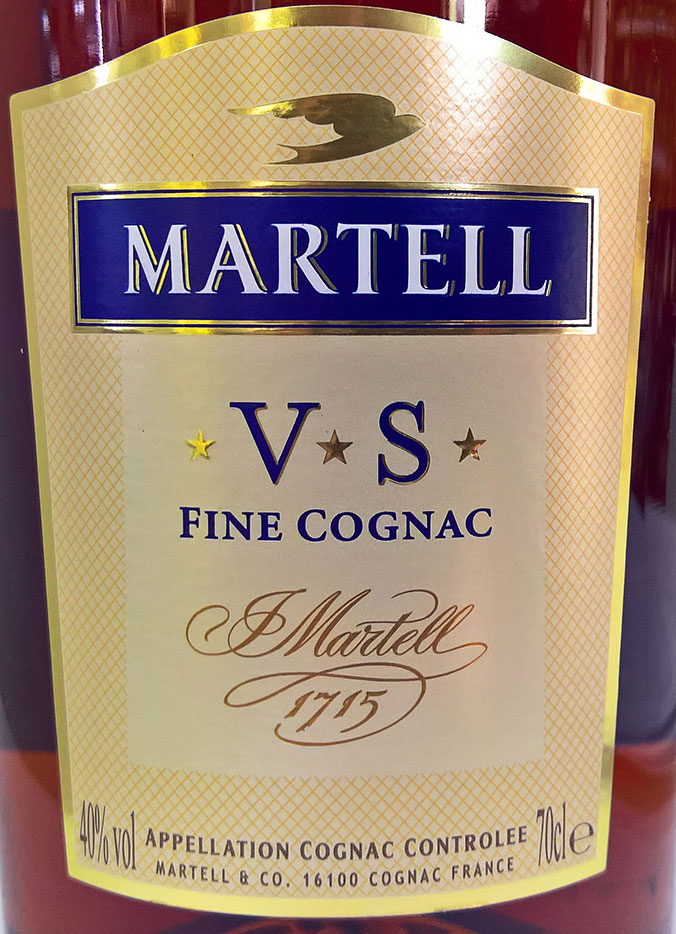 MARTELL
V★S★
FINE COGNAC
J Martell
1715
40% vol
APPELLATION COGNAC CONTROLEE
70cl e
MARTELL & CO. 16100 COGNAC FRANCE